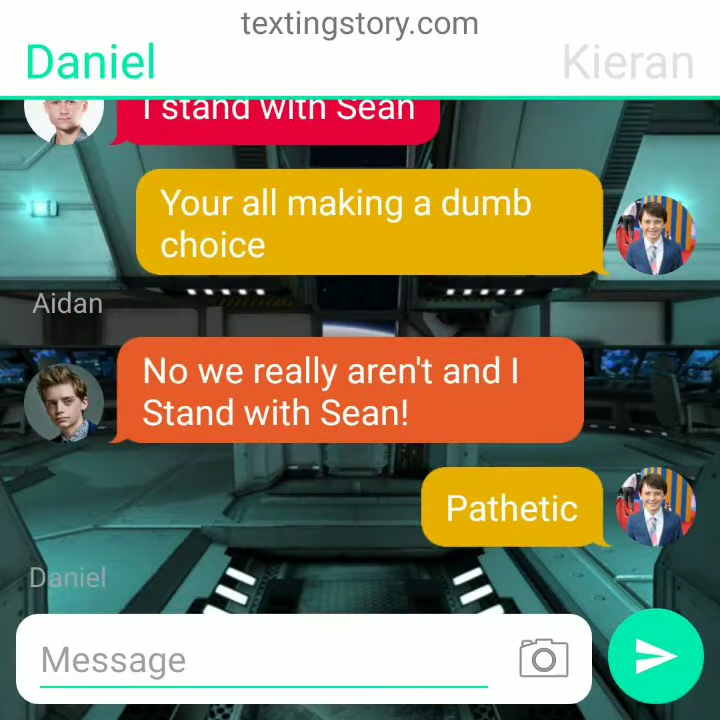 textingstory.com
Daniel
Kieran
I stand with Sean
Your all making a dumb
choice
Aidan
No we really aren't and I
Stand with Sean!
Pathetic
Daniel
Message